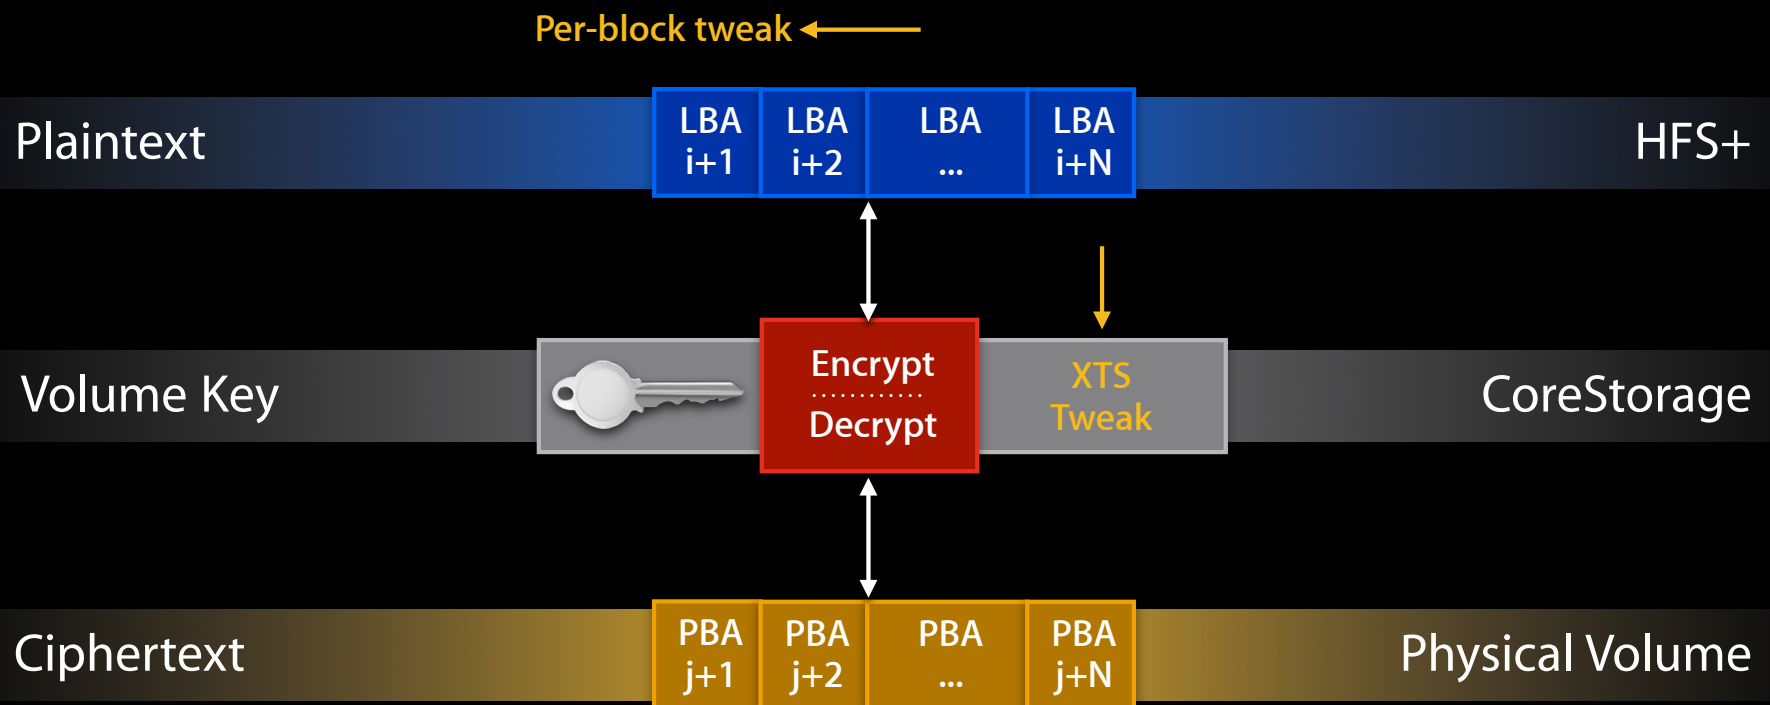 Per-block tweak
Plaintext
LBA
i+1
LBA
i+2
LBA
...
LBA
i+N
HFS+
Volume Key
Encrypt
Decrypt
XTS
Tweak
CoreStorage
Ciphertext
PBA
j+1
PBA
j+2
PBA
...
PBA
j+N
Physical Volume